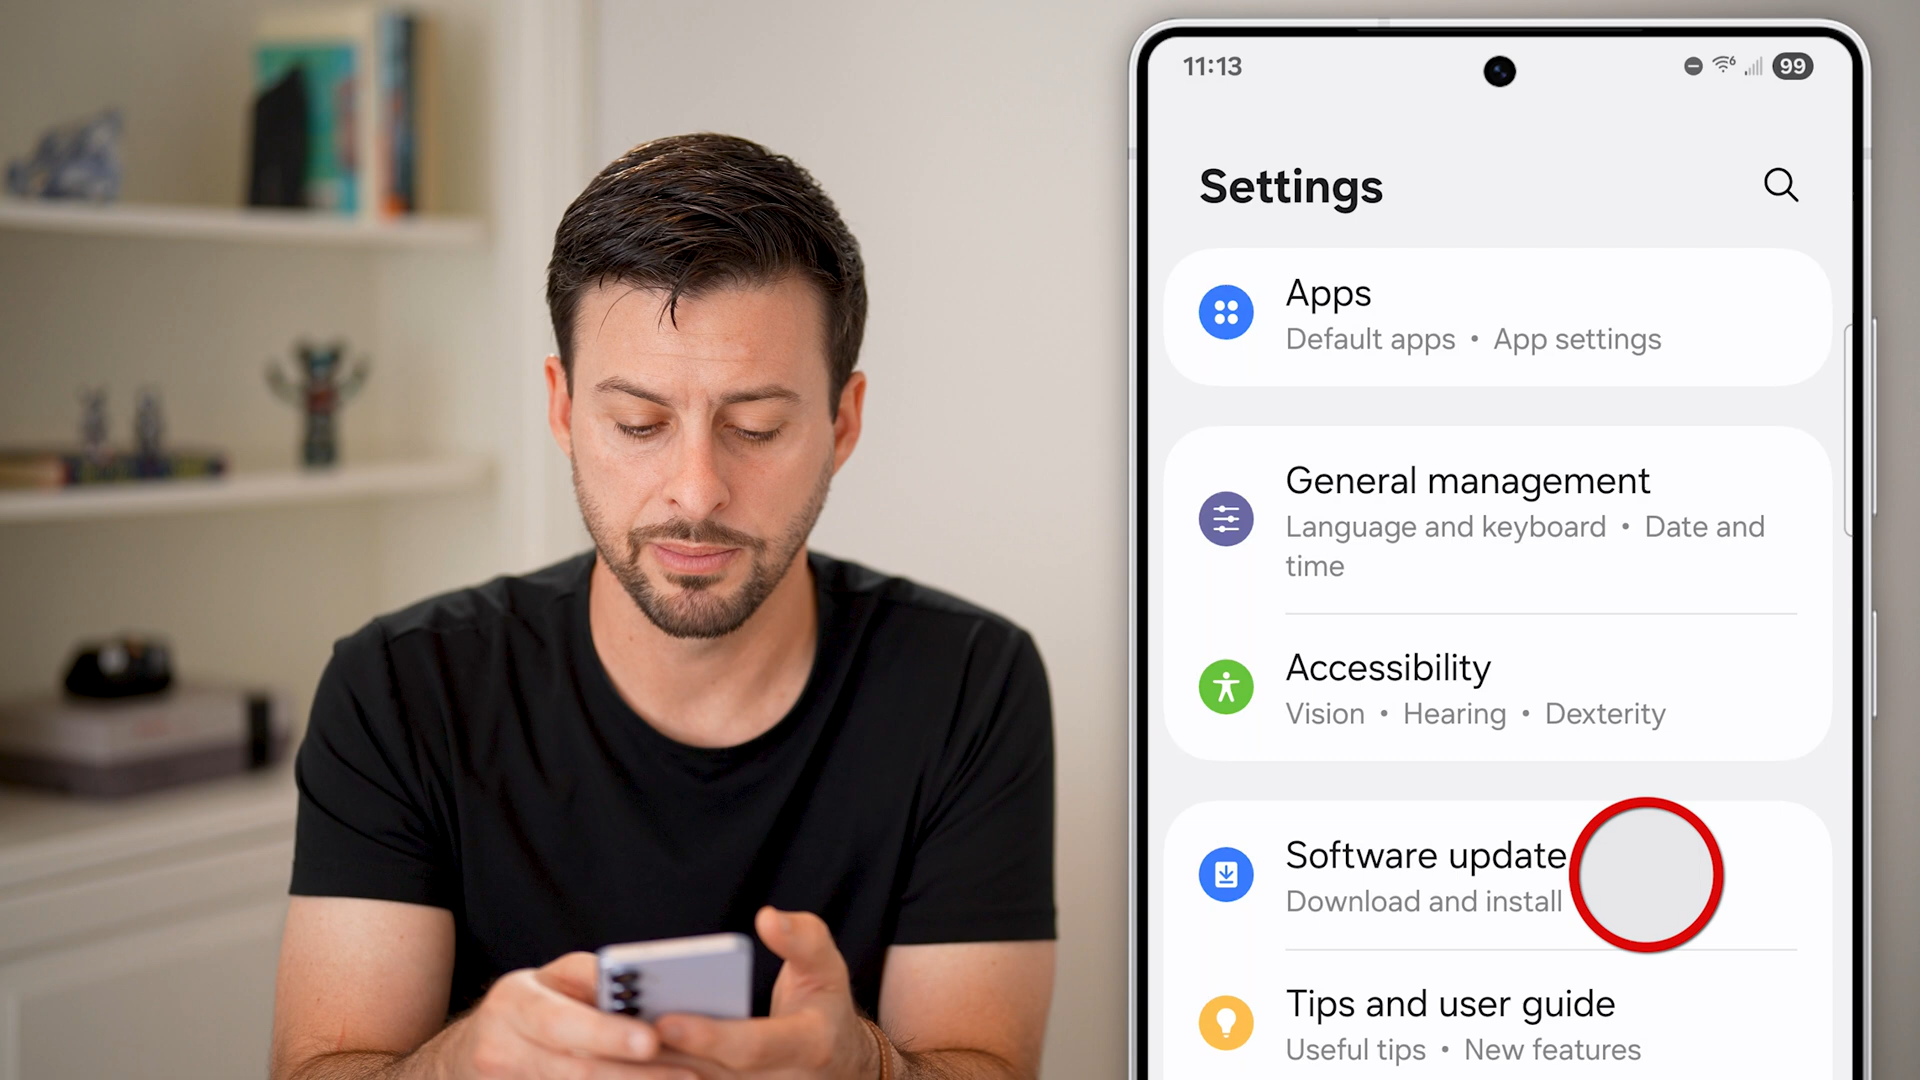 11:13
6
99
Settings
Apps
Default apps • App settings
General management
Language and keyboard • Date and
time
Accessibility
Vision • Hearing • Dexterity
Software update
Download and install
Tips and user guide
Useful tips • New features